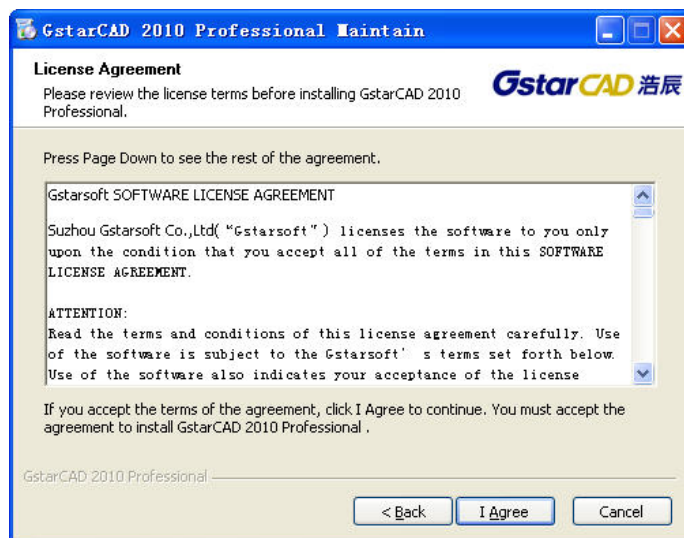 GstarCAD 2010 Professional Maintain
License Agreement
Please review the license terms before installing GstarCAD 2010
Professional.
GstarCAD 浩辰
Press Page Down to see the rest of the agreement.
Gstarsoft SOFTWARE LICENSE AGREEMENT
Suzhou Gstarsoft Co.,Ltd( “Gstarsoft” ) licenses the software to you only
upon the condition that you accept all of the terms in this SOFTWARE
LICENSE AGREEMENT.
ATTENTION:
Read the terms and conditions of this license agreement carefully. Use
of the software is subject to the Gstarsoft’ s terms set forth below.
Use of the software also indicates your acceptance of the license
If you accept the terms of the agreement, click I Agree to continue. You must accept the
agreement to install GstarCAD 2010 Professional .
GstarCAD 2010 Professional
< Back
I Agree
Cancel